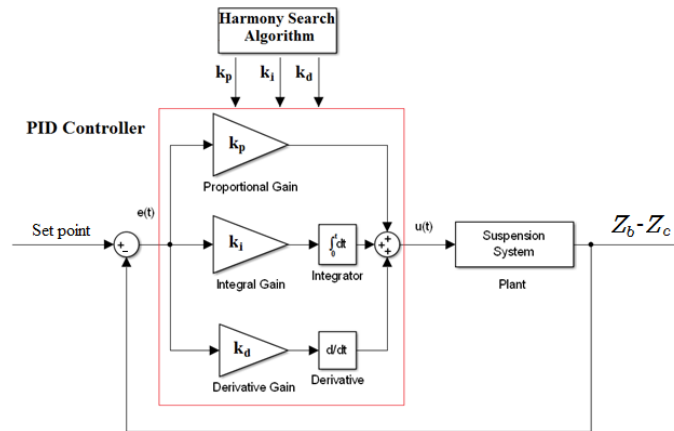 Harmony Search
Algorithm
kp ki kd
PID Controller
kp
Proportional Gain
e(t)
Set point
+
-
ki
Integral Gain
∫₀ᵗdt
Integrator
+
+
+
u(t)
Suspension
System
Plant
Zb-Zc
kd
Derivative Gain
d/dt
Derivative